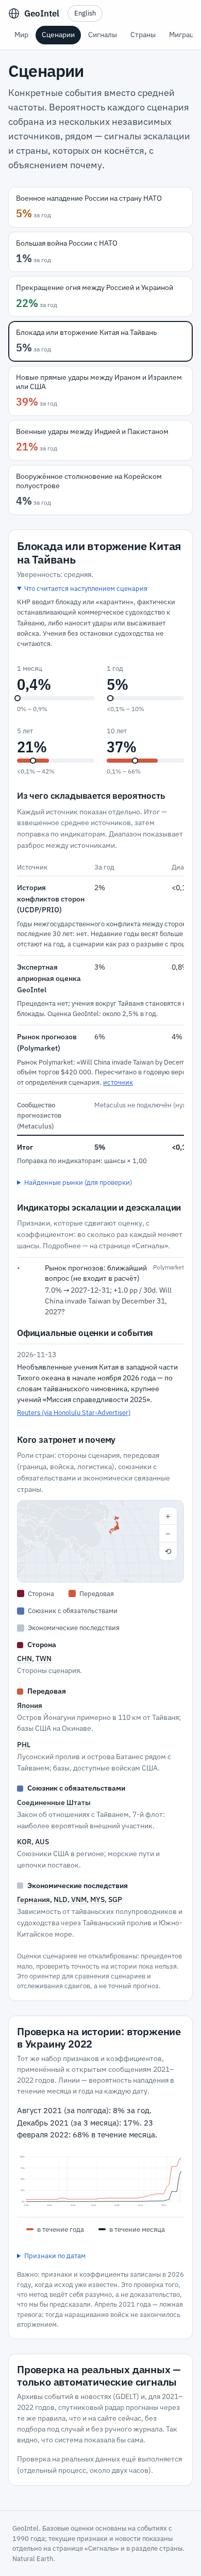 GeoIntel English
Мир Сценарии Сигналы Страны Миграц
Сценарии
Конкретные события вместо средней
частоты. Вероятность каждого сценария
собрана из нескольких независимых
источников, рядом — сигналы эскалации
и страны, которых он коснётся, с
объяснением почему.
Военное нападение России на страну НАТО
5% за год
Большая война России с НАТО
1% за год
Прекращение огня между Россией и Украиной
22% за год
Блокада или вторжение Китая на Тайвань
5% за год
Новые прямые удары между Ираном и Израилем
или США
39% за год
Военные удары между Индией и Пакистаном
21% за год
Вооружённое столкновение на Корейском
полуострове
4% за год
Блокада или вторжение Китая
на Тайвань
Уверенность: средняя.
▼ Что считается наступлением сценария
КНР вводит блокаду или «карантин», фактически
останавливающий коммерческое судоходство к
Тайваню, либо наносит удары или высаживает
войска. Учения без остановки судоходства не
считаются.
1 месяц 1 год
0,4% 5%
0% – 0,9% <0,1% – 10%
5 лет 10 лет
21% 37%
<0,1% – 42% 0,1% – 66%
Из чего складывается вероятность
Каждый источник показан отдельно. Итог —
взвешенное среднее источников, затем
поправка по индикаторам. Диапазон показывает
разброс между источниками.
Источник За год Диа
История
конфликтов сторон
(UCDP/PRIO) 2% <0,
Годы межгосударственного конфликта между сторон
последние 30 лет: нет. Недавние годы весят больше
отстают на год, а сценарии как раз о разрыве с про
Экспертная
априорная оценка
GeoIntel 3% 0,8
Прецедента нет; учения вокруг Тайваня становятся
блокады. Оценка GeoIntel: около 2,5% в год.
Рынок прогнозов
(Polymarket) 6% 4%
Рынок Polymarket: «Will China invade Taiwan by Decem
объёмом торгов $420 000. Пересчитано в годовую
от определения сценария. источник
Сообщество
прогнозистов
(Metaculus) Metaculus не подключён (ну
Итог 5% <0,
Поправка по индикаторам: шансы × 1,00
▶ Найденные рынки (для проверки)
Индикаторы эскалации и деэскалации
Признаки, которые сдвигают оценку, с
коэффициентом: во сколько раз каждый меняет
шансы. Подробнее — на странице «Сигналы».
• Рынок прогнозов: ближайший Polymarket
вопрос (не входит в расчёт)
7.0% → 2027-12-31; +1.0 pp / 30d. Will
China invade Taiwan by December 31,
2027?
Официальные оценки и события
2026-11-13
Необъявленные учения Китая в западной части
Тихого океана в начале ноября 2026 года — по
словам тайваньского чиновника, крупнее
учений «Миссия справедливости 2025».
Reuters (via Honolulu Star-Advertiser)
Кого затронет и почему
Роли стран: стороны сценария, передовая
(граница, войска, логистика), союзники с
обязательствами и экономически связанные
страны.
+
−
⟲
Сторона Передовая
Союзник с обязательствами
Экономические последствия
Сторона
CHN, TWN
Стороны сценария.
Передовая
Япония
Остров Йонагуни примерно в 110 км от Тайваня;
базы США на Окинаве.
PHL
Лусонский пролив и острова Батанес рядом с
Тайванем; базы, доступные войскам США.
Союзник с обязательствами
Соединенные Штаты
Закон об отношениях с Тайванем, 7-й флот:
наиболее вероятный внешний участник.
KOR, AUS
Союзники США в регионе; морские пути и
цепочки поставок.
Экономические последствия
Германия, NLD, VNM, MYS, SGP
Зависимость от тайваньских полупроводников и
судоходства через Тайваньский пролив и Южно-
Китайское море.
Оценки сценариев не откалиброваны: прецедентов
мало, проверить точность на истории пока нельзя.
Это ориентир для сравнения сценариев и
отслеживания сдвигов, а не точный прогноз.
Проверка на истории: вторжение
в Украину 2022
Тот же набор признаков и коэффициентов,
применённый к открытым сообщениям 2021–
2022 годов. Линии — вероятность нападения в
течение месяца и года на каждую дату.
Август 2021 (за полгода): 8% за год.
Декабрь 2021 (за 3 месяца): 17%. 23
февраля 2022: 68% в течение месяца.
в течение года в течение месяца
▶ Признаки по датам
Важно: признаки и коэффициенты записаны в 2026
году, когда исход уже известен. Это проверка того,
что метод ведёт себя разумно, а не доказательство,
что мы бы предсказали. Апрель 2021 года — ложная
тревога: тогда наращивание войск не закончилось
вторжением.
Проверка на реальных данных —
только автоматические сигналы
Архивы событий в новостях (GDELT) и, для 2021–
2022 годов, спутниковый радар прогнаны через
те же правила, что и на сайте сейчас, без
подбора под случай и без ручного журнала. Так
видно, что система показала бы сама.
Проверка на реальных данных ещё выполняется
(отдельный процесс, около двух часов).
GeoIntel. Базовые оценки основаны на событиях с
1990 года; текущие признаки и новости показаны
отдельно на странице «Сигналы» и в разделе страны.
Natural Earth.